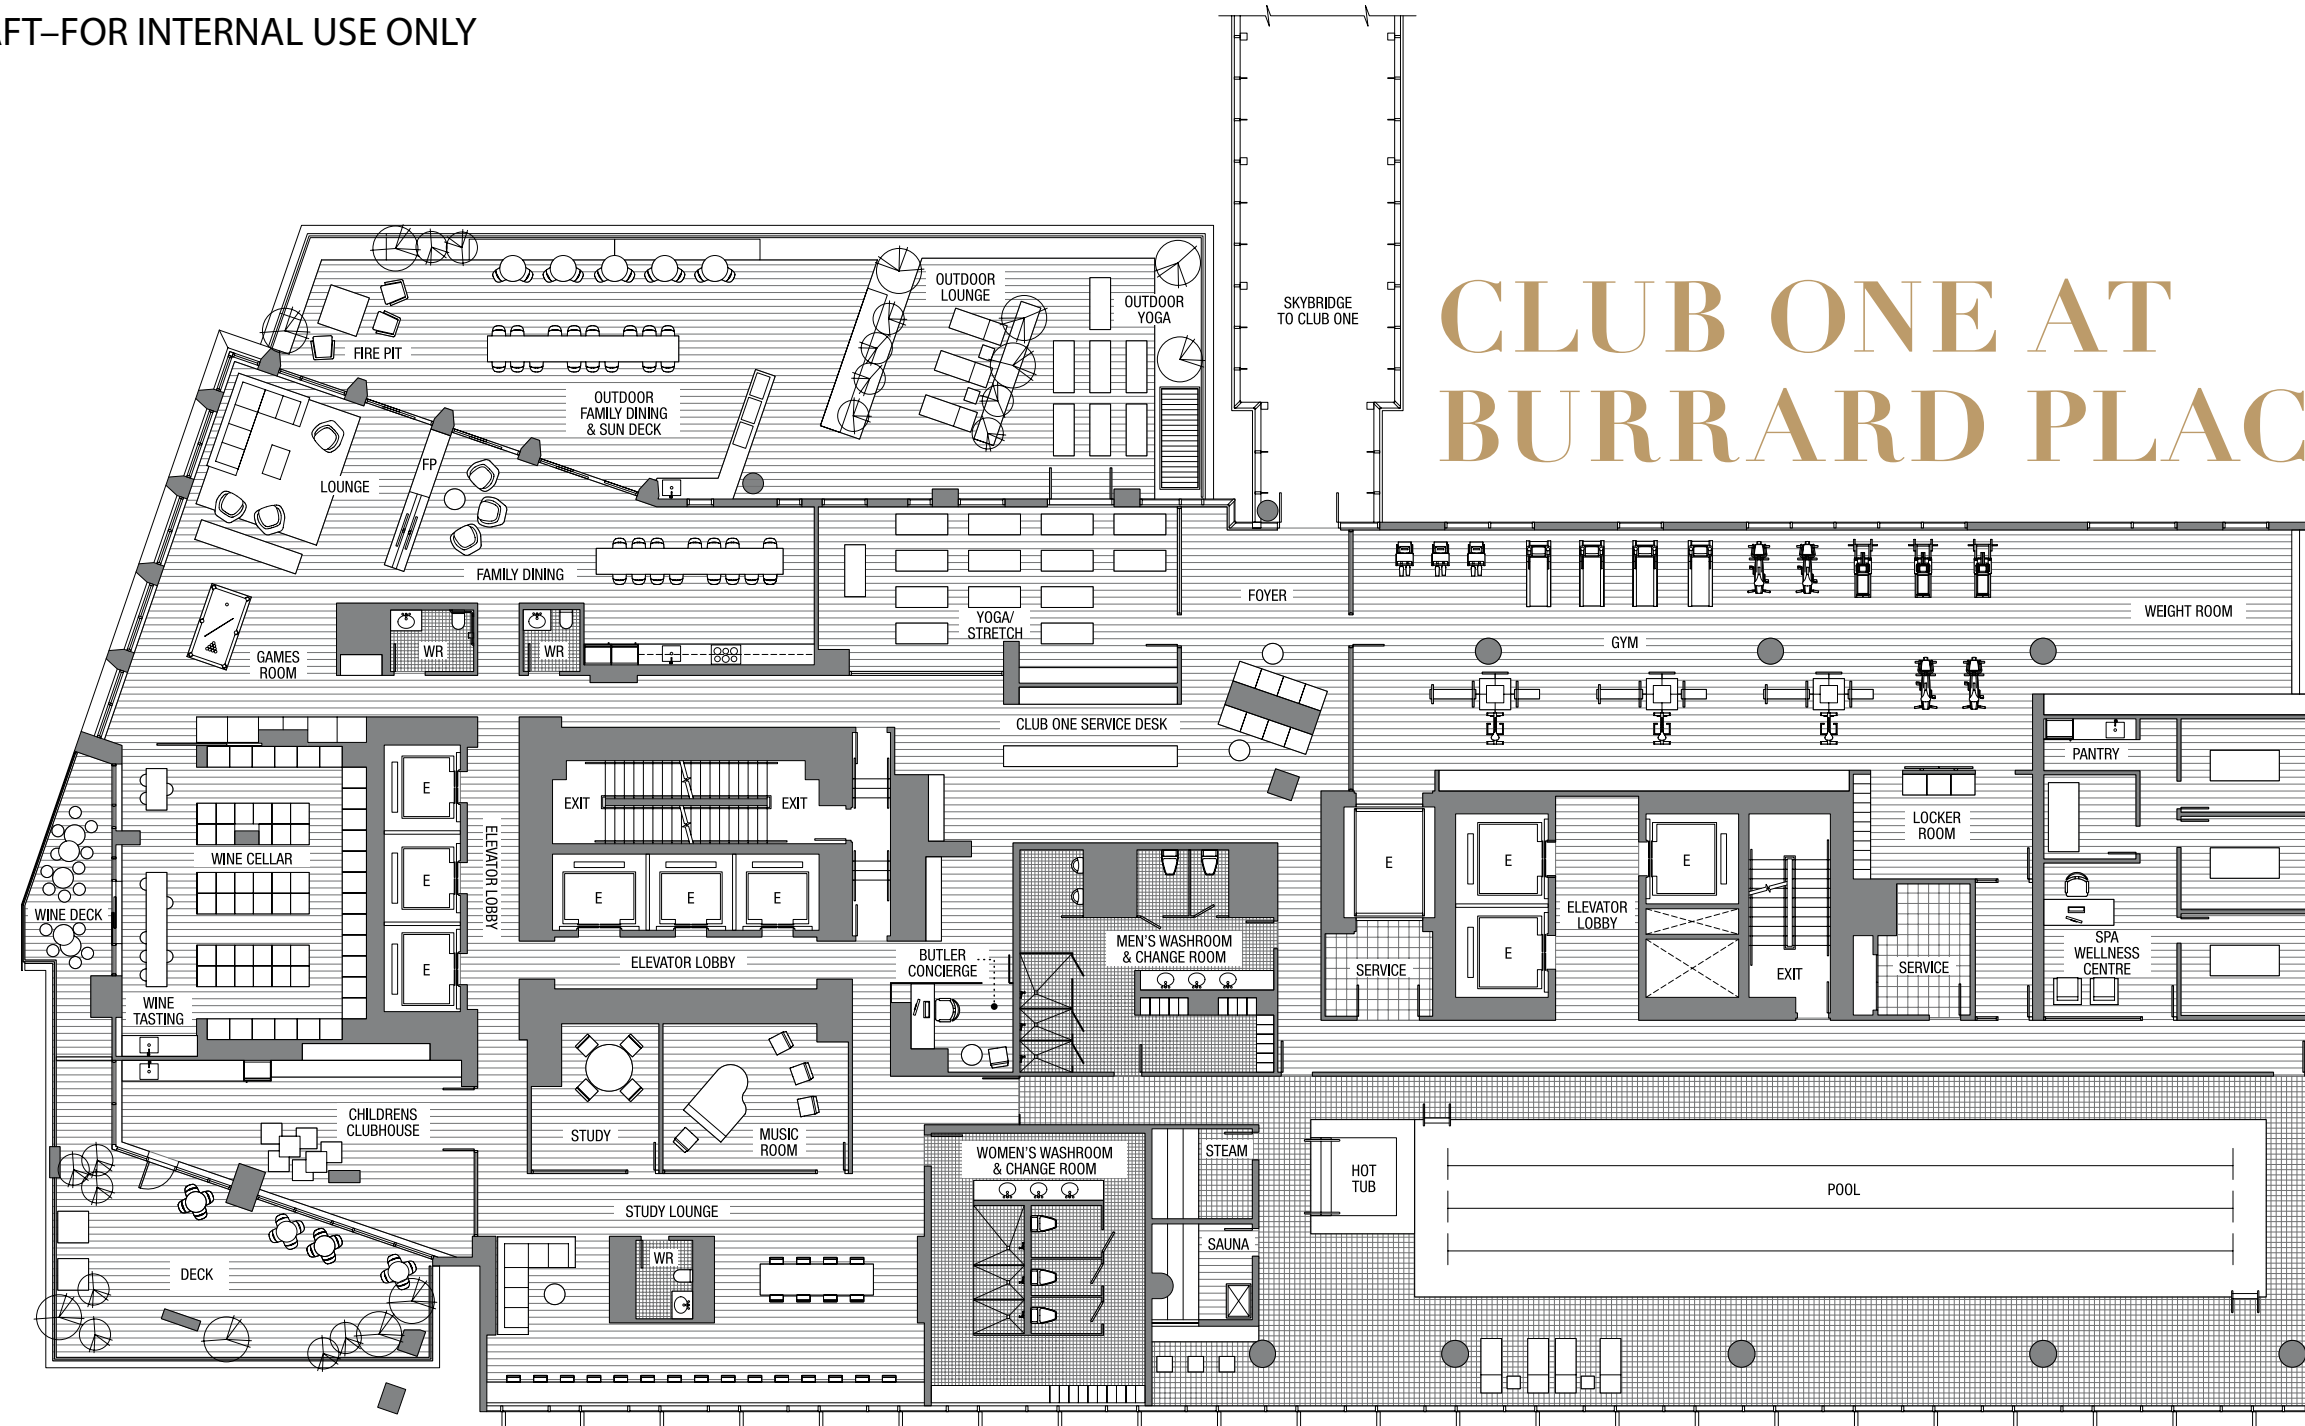 AFT–FOR INTERNAL USE ONLY
CLUB ONE AT
BURRARD PLAC
SKYBRIDGE
TO CLUB ONE
OUTDOOR
LOUNGE
OUTDOOR
YOGA
FIRE PIT
OUTDOOR
FAMILY DINING
& SUN DECK
LOUNGE
FP
FAMILY DINING
YOGA/
STRETCH
FOYER
WEIGHT ROOM
GYM
WR
WR
GAMES
ROOM
CLUB ONE SERVICE DESK
PANTRY
E
EXIT
EXIT
ELEVATOR LOBBY
LOCKER
ROOM
WINE CELLAR
E
E
E
E
E
E
E
ELEVATOR
LOBBY
WINE DECK
SPA
WELLNESS
CENTRE
MEN'S WASHROOM
& CHANGE ROOM
BUTLER
CONCIERGE
ELEVATOR LOBBY
E
E
SERVICE
EXIT
SERVICE
WINE
TASTING
CHILDRENS
CLUBHOUSE
STUDY
MUSIC
ROOM
WOMEN'S WASHROOM
& CHANGE ROOM
STEAM
HOT
TUB
POOL
STUDY LOUNGE
SAUNA
WR
DECK